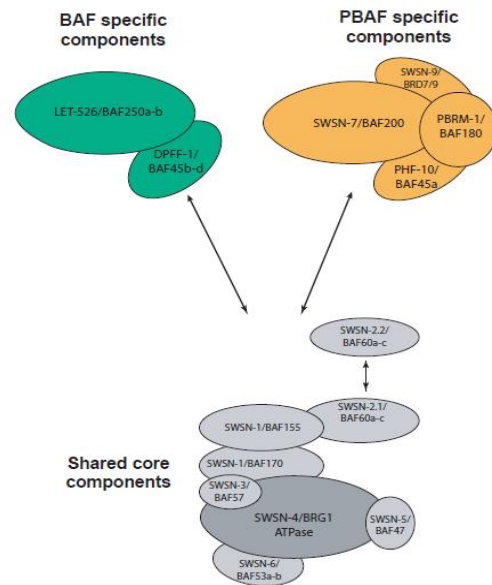 BAF specific
components
PBAF specific
components
LET-526/BAF250a-b
DPFF-1/
BAF45b-d
SWSN-9/
BRD7/9
SWSN-7/BAF200
PBRM-1/
BAF180
PHF-10/
BAF45a
SWSN-2.2/
BAF60a-c
SWSN-2.1/
BAF60a-c
SWSN-1/BAF155
Shared core
components
SWSN-1/BAF170
SWSN-3/
BAF57
SWSN-4/BRG1
ATPase
SWSN-5/
BAF47
SWSN-6/
BAF53a-b